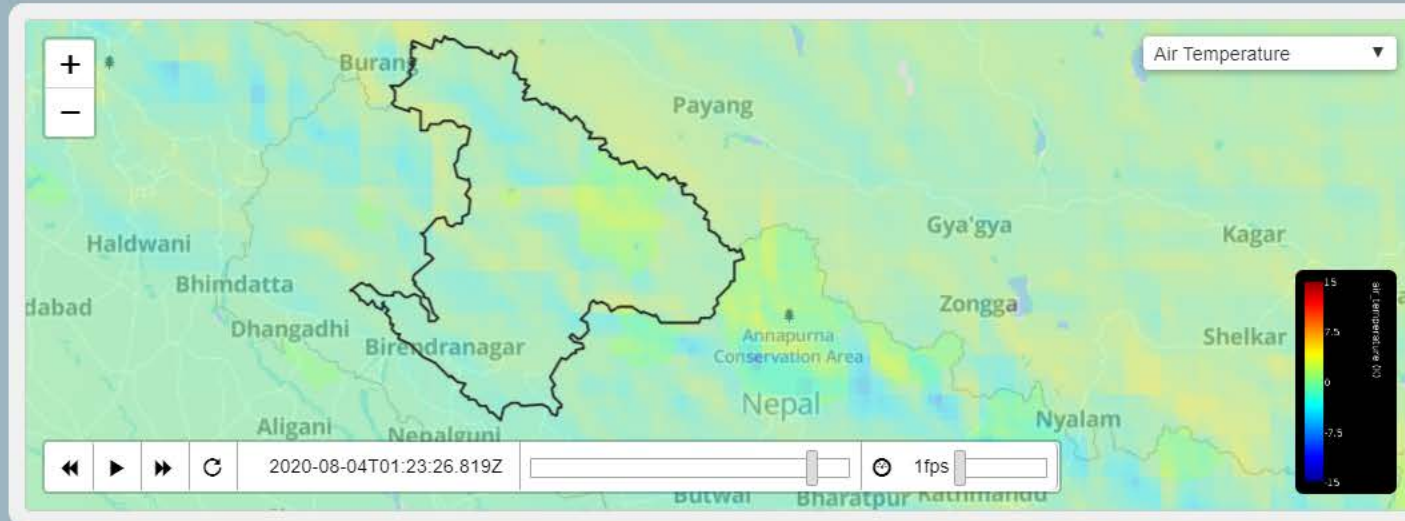 +
−
Burang
Air Temperature
Payang
Haldwani
Gya'gya
Kagar
Bhimdatta
dabad
Zongga
Dhangadhi
Shelkar
Birendranagar
Annapurna
Conservation Area
Nepal
Nyalam
Aligani
Nepalgunj
2020-08-04T01:23:26.819Z
1fps
Butwal
Bharatpur
Kathmandu
15
7.5
0
-7.5
-15
air_temperature (K)